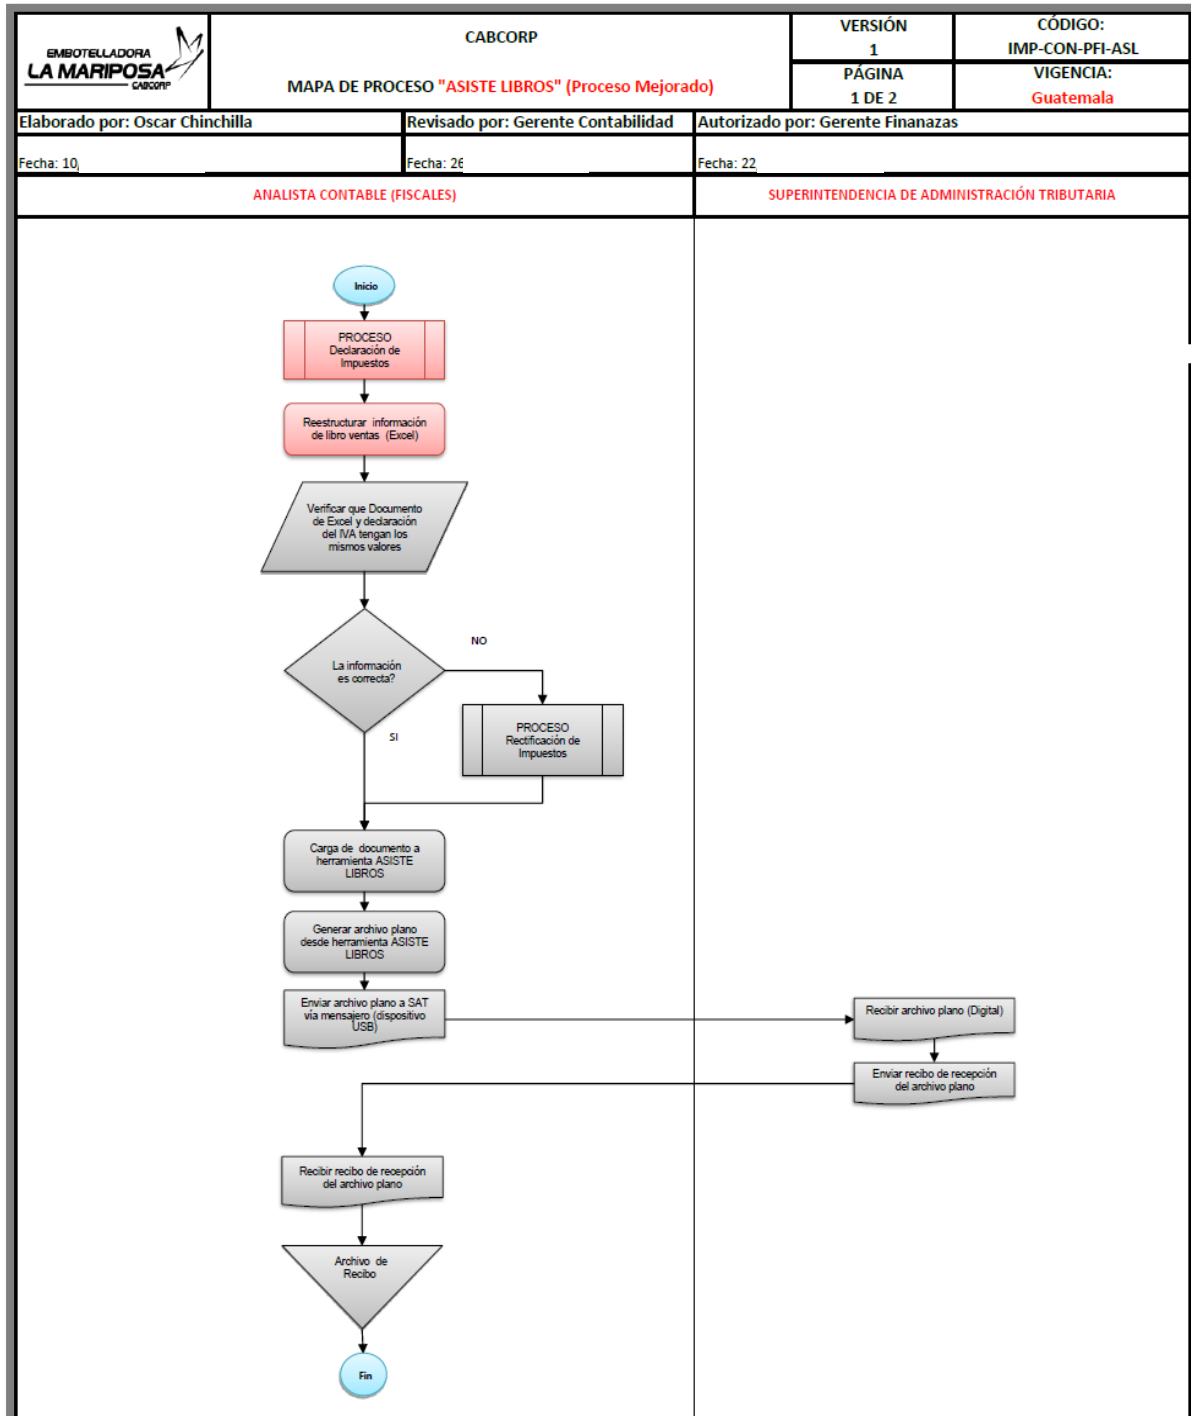 EMBOTELLADORA
LA MARIPOSA
CABCORP
CABCORP
MAPA DE PROCESO "ASISTE LIBROS" (Proceso Mejorado)
VERSIÓN
1
CÓDIGO:
IMP-CON-PFI-ASL
PÁGINA
1 DE 2
VIGENCIA:
Guatemala
Elaborado por: Oscar Chinchilla
Revisado por: Gerente Contabilidad
Autorizado por: Gerente Finanazas
Fecha: 10
Fecha: 26
Fecha: 22
ANALISTA CONTABLE (FISCALES)
SUPERINTENDENCIA DE ADMINISTRACIÓN TRIBUTARIA
Inicio
PROCESO
Declaración de
Impuestos
Reestructurar información
de libro ventas (Excel)
Verificar que Documento
de Excel y declaración
del IVA tengan los
mismos valores
La información
es correcta?
NO
SI
PROCESO
Rectificación de
Impuestos
Carga de documento a
herramienta ASISTE
LIBROS
Generar archivo plano
desde herramienta ASISTE
LIBROS
Enviar archivo plano a SAT
vía mensajero (dispositivo
USB)
Recibir archivo plano (Digital)
Enviar recibo de recepción
del archivo plano
Recibir recibo de recepción
del archivo plano
Archivo de
Recibo
Fin